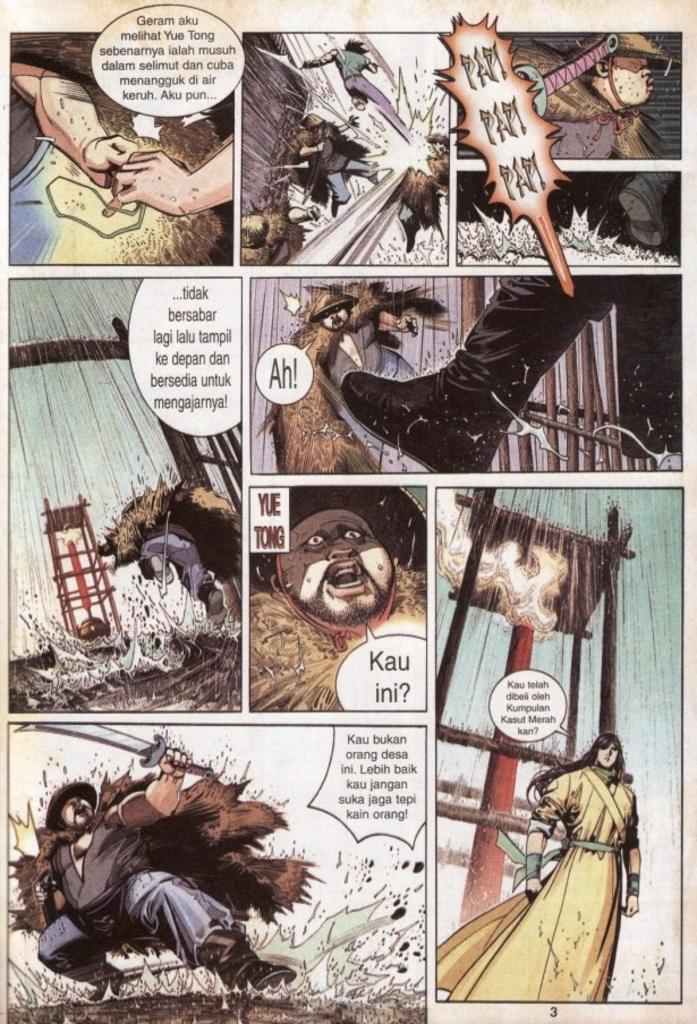 Geram aku
melihat Yue Tong
sebenarnya ialah musuh
dalam selimut dan cuba
menangguk di air
keruh. Aku pun...
PAP!
PAP!
PAP!
...tidak
bersabar
lagi lalu tampil
ke depan dan
bersedia untuk
mengajarnya!
Ah!
YUE
TONG
Kau
ini?
Kau telah
dibeli oleh
Kumpulan
Kasut Merah
kan?
Kau bukan
orang desa
ini. Lebih baik
kau jangan
suka jaga tepi
kain orang!
3